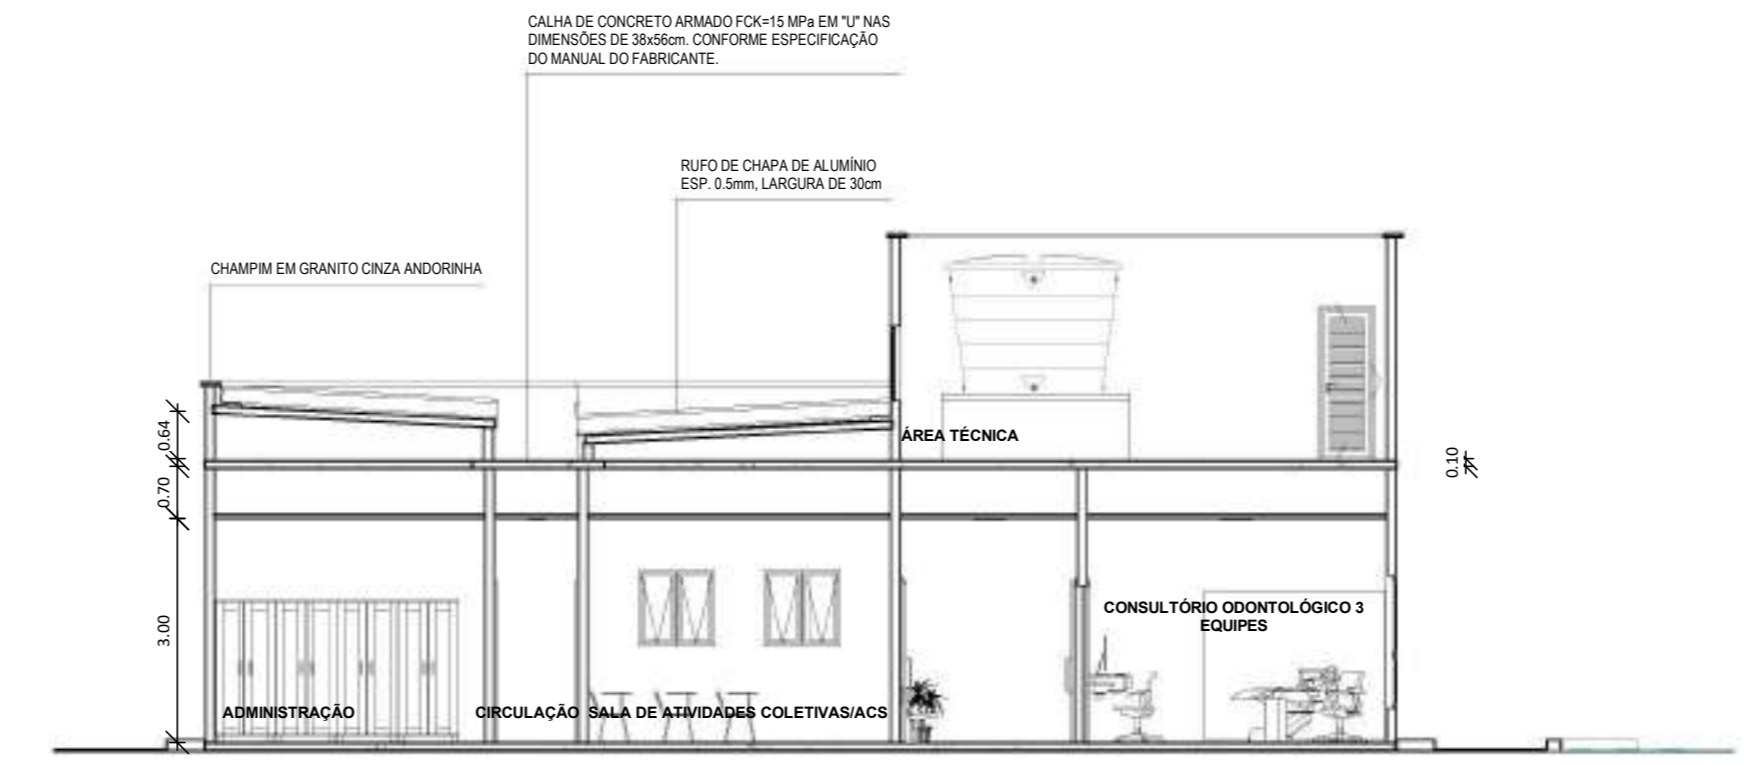 CALHA DE CONCRETO ARMADO FCK=15 MPa EM "U" NAS
DIMENSÕES DE 38x56cm. CONFORME ESPECIFICAÇÃO
DO MANUAL DO FABRICANTE.
RUFO DE CHAPA DE ALUMÍNIO
ESP. 0.5mm, LARGURA DE 30cm
CHAMPIM EM GRANITO CINZA ANDORINHA
0.64
ÁREA TÉCNICA
0.10
0.70
3.00
CONSULTÓRIO ODONTOLÓGICO 3
EQUIPES
ADMINISTRAÇÃO
CIRCULAÇÃO
SALA DE ATIVIDADES COLETIVAS/ACS